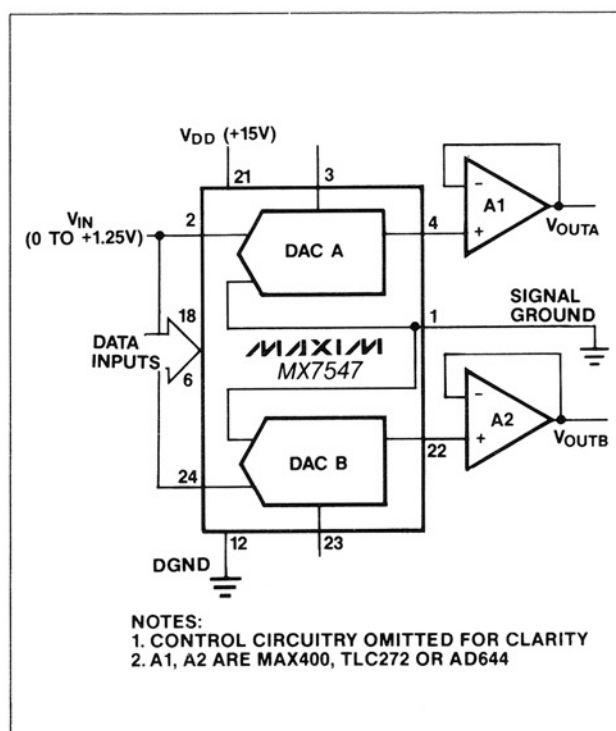 VDD (+15V)
21
3
VIN
(0 TO +1.25V)
2
DAC A
4
A1
-
+
VOUTA
18
DATA
INPUTS
6
MAXIM
MX7547
1
SIGNAL
GROUND
24
DAC B
22
A2
-
+
VOUTB
12
23
DGND
NOTES:
1. CONTROL CIRCUITRY OMITTED FOR CLARITY
2. A1, A2 ARE MAX400, TLC272 OR AD644